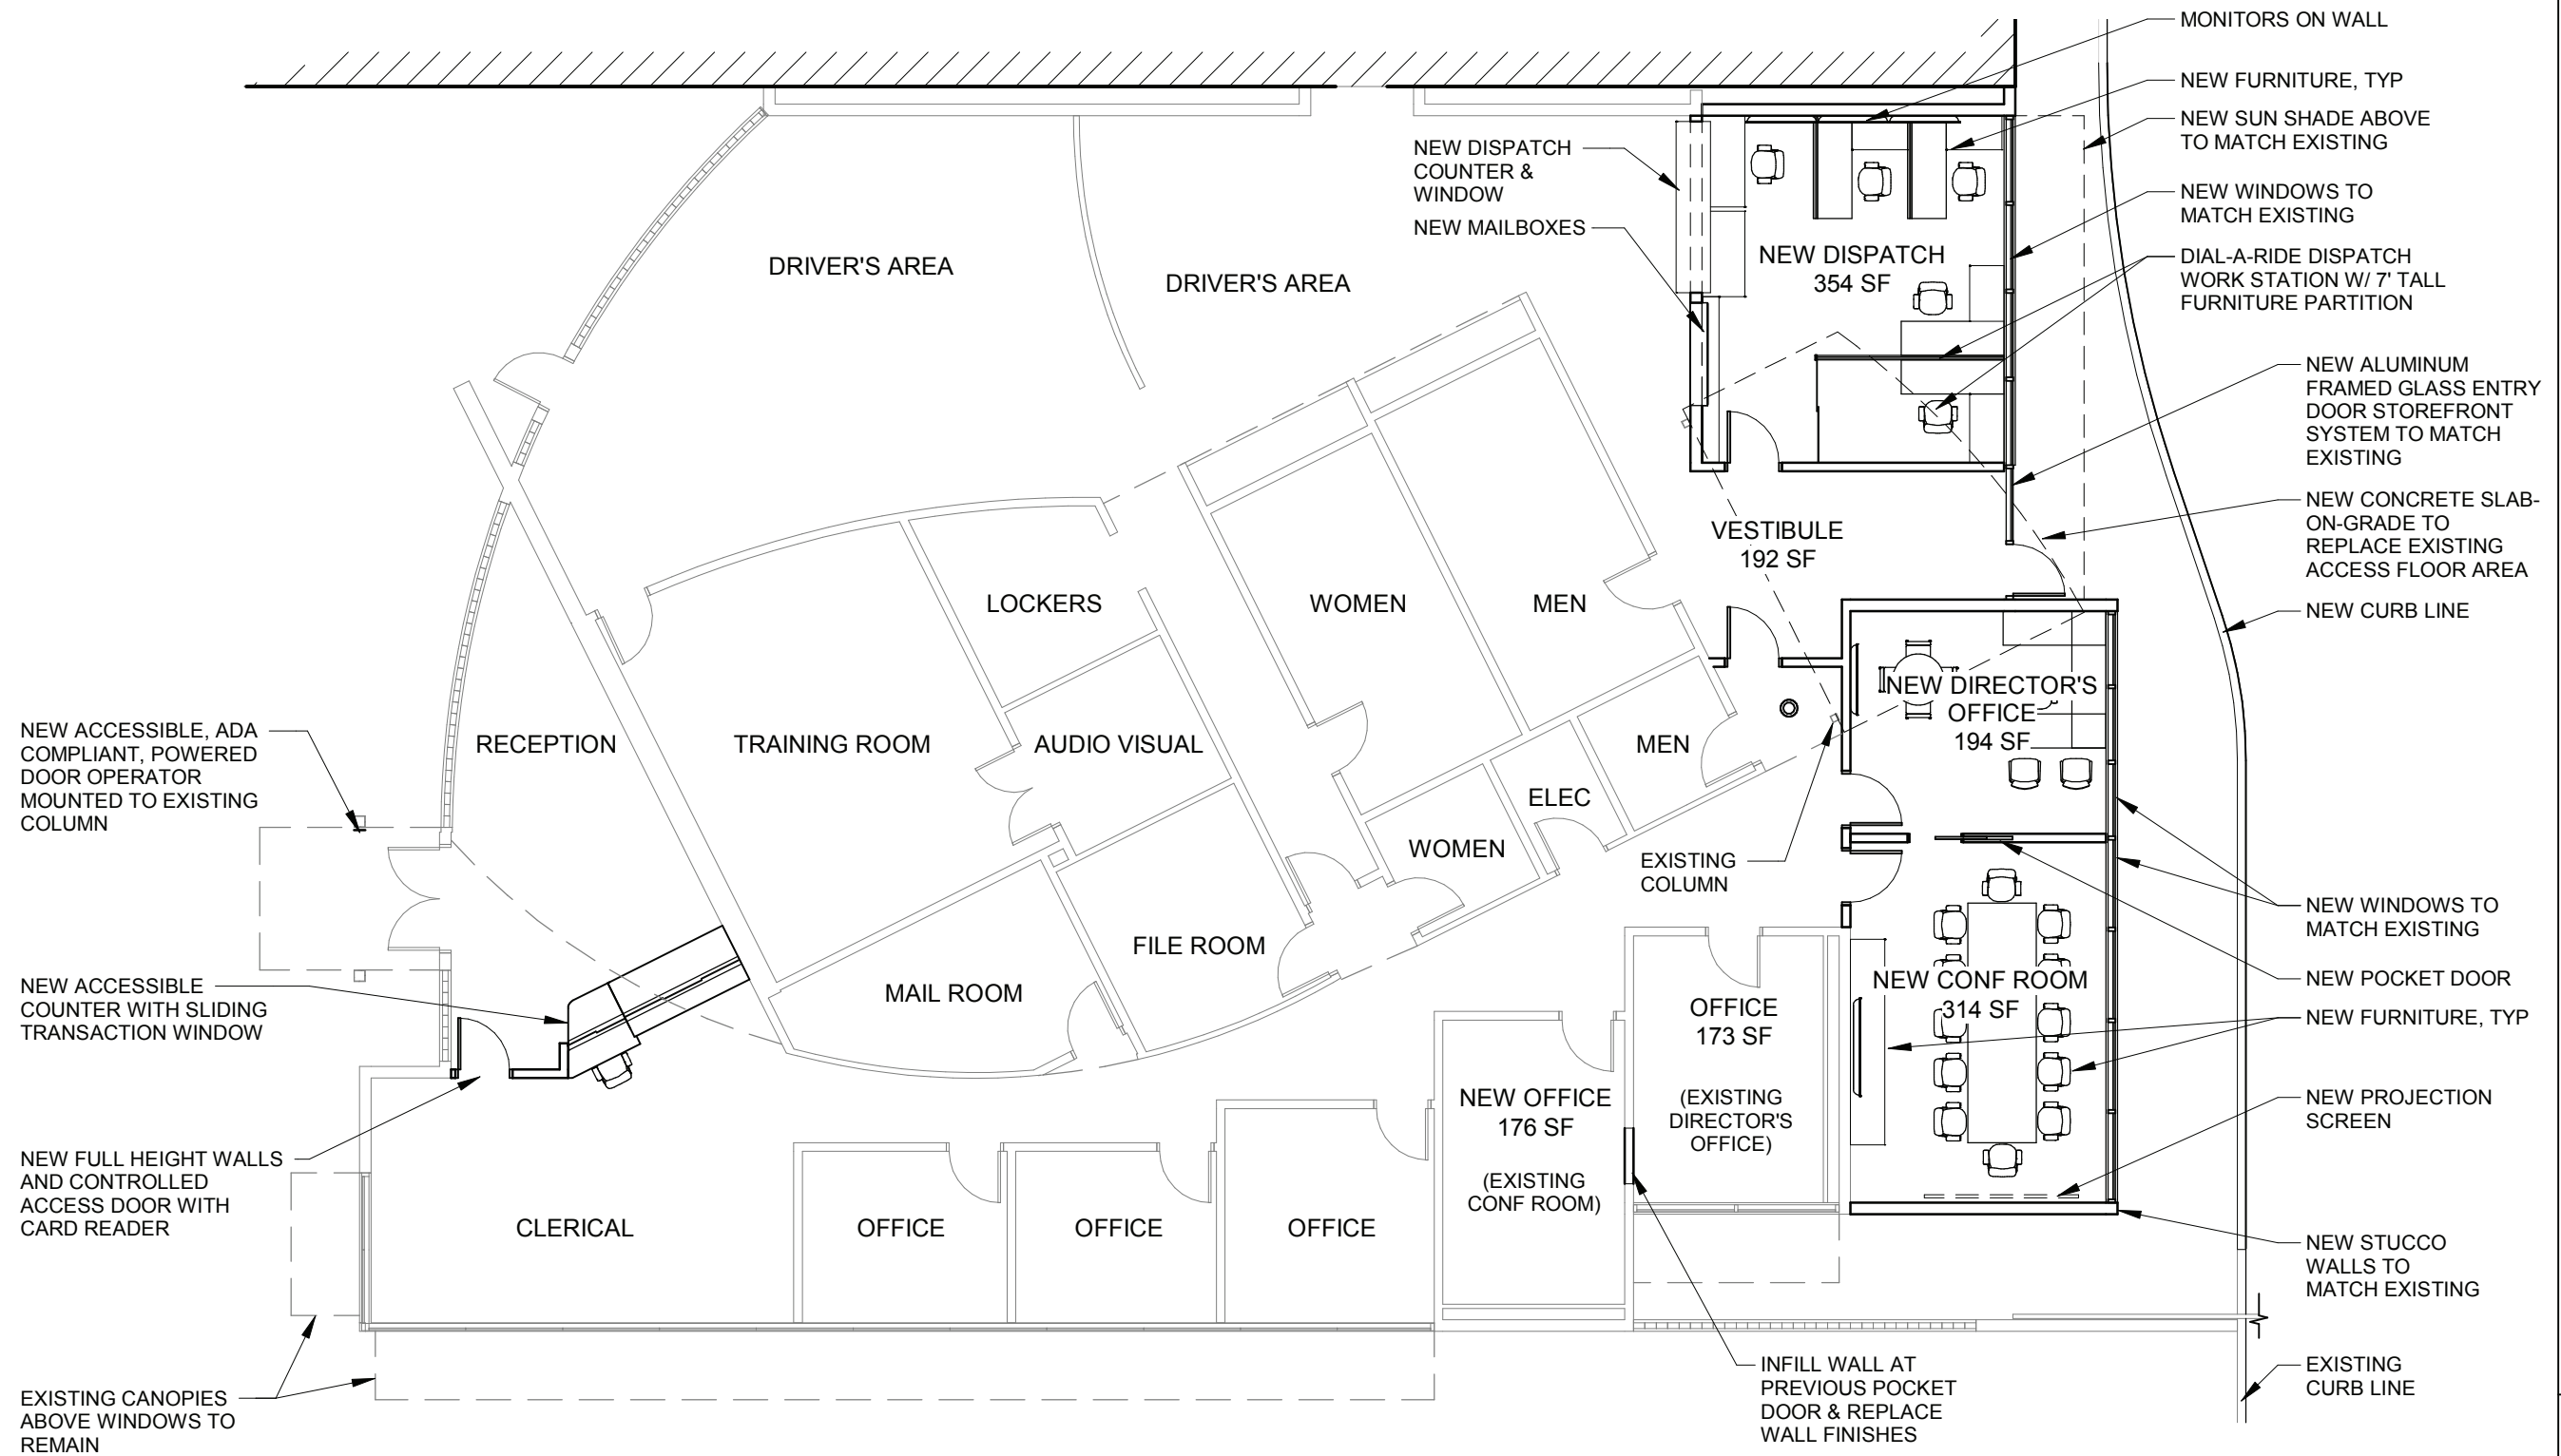 MONITORS ON WALL
NEW FURNITURE, TYP
NEW SUN SHADE ABOVE
TO MATCH EXISTING
NEW WINDOWS TO
MATCH EXISTING
DIAL-A-RIDE DISPATCH
WORK STATION W/ 7' TALL
FURNITURE PARTITION
NEW ALUMINUM
FRAMED GLASS ENTRY
DOOR STOREFRONT
SYSTEM TO MATCH
EXISTING
NEW CONCRETE SLAB-
ON-GRADE TO
REPLACE EXISTING
ACCESS FLOOR AREA
NEW CURB LINE
NEW DISPATCH
COUNTER &
WINDOW
NEW MAILBOXES
NEW DISPATCH
354 SF
DRIVER'S AREA
DRIVER'S AREA
VESTIBULE
192 SF
LOCKERS
WOMEN
MEN
NEW DIRECTOR'S
OFFICE
194 SF
RECEPTION
TRAINING ROOM
AUDIO VISUAL
MEN
ELEC
WOMEN
EXISTING
COLUMN
NEW ACCESSIBLE, ADA
COMPLIANT, POWERED
DOOR OPERATOR
MOUNTED TO EXISTING
COLUMN
FILE ROOM
MAIL ROOM
NEW ACCESSIBLE
COUNTER WITH SLIDING
TRANSACTION WINDOW
NEW CONF ROOM
314 SF
OFFICE
173 SF
(EXISTING
DIRECTOR'S
OFFICE)
NEW OFFICE
176 SF
(EXISTING
CONF ROOM)
NEW WINDOWS TO
MATCH EXISTING
NEW POCKET DOOR
NEW FURNITURE, TYP
NEW PROJECTION
SCREEN
NEW STUCCO
WALLS TO
MATCH EXISTING
NEW FULL HEIGHT WALLS
AND CONTROLLED
ACCESS DOOR WITH
CARD READER
CLERICAL
OFFICE
OFFICE
OFFICE
EXISTING CANOPIES
ABOVE WINDOWS TO
REMAIN
INFILL WALL AT
PREVIOUS POCKET
DOOR & REPLACE
WALL FINISHES
EXISTING
CURB LINE